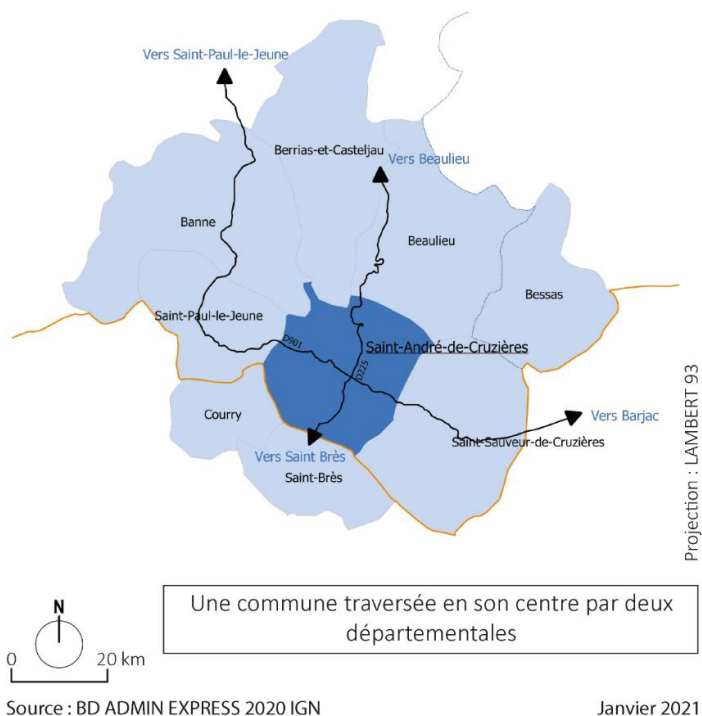 Vers Saint-Paul-le-Jeune
Berrias-et-Casteljau
Vers Beaulieu
Banne
Beaulieu
Bessas
Saint-Paul-le-Jeune
D901
Saint-André-de-Cruzières
D225
Courry
Vers Barjac
Saint-Sauveur-de-Cruzières
Vers Saint Brès
Saint-Brès
Projection : LAMBERT 93
N
0 20 km
Une commune traversée en son centre par deux
départementales
Source : BD ADMIN EXPRESS 2020 IGN
Janvier 2021